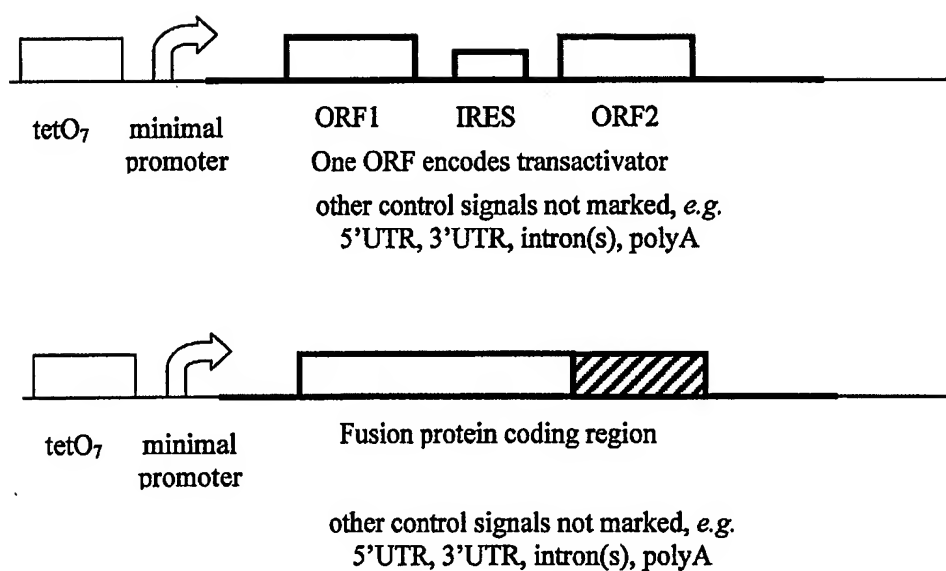 tetO₇ minimal promoter ORF1 IRES ORF2
One ORF encodes transactivator
other control signals not marked, e.g.
5'UTR, 3'UTR, intron(s), polyA
tetO₇ minimal promoter Fusion protein coding region
other control signals not marked, e.g.
5'UTR, 3'UTR, intron(s), polyA